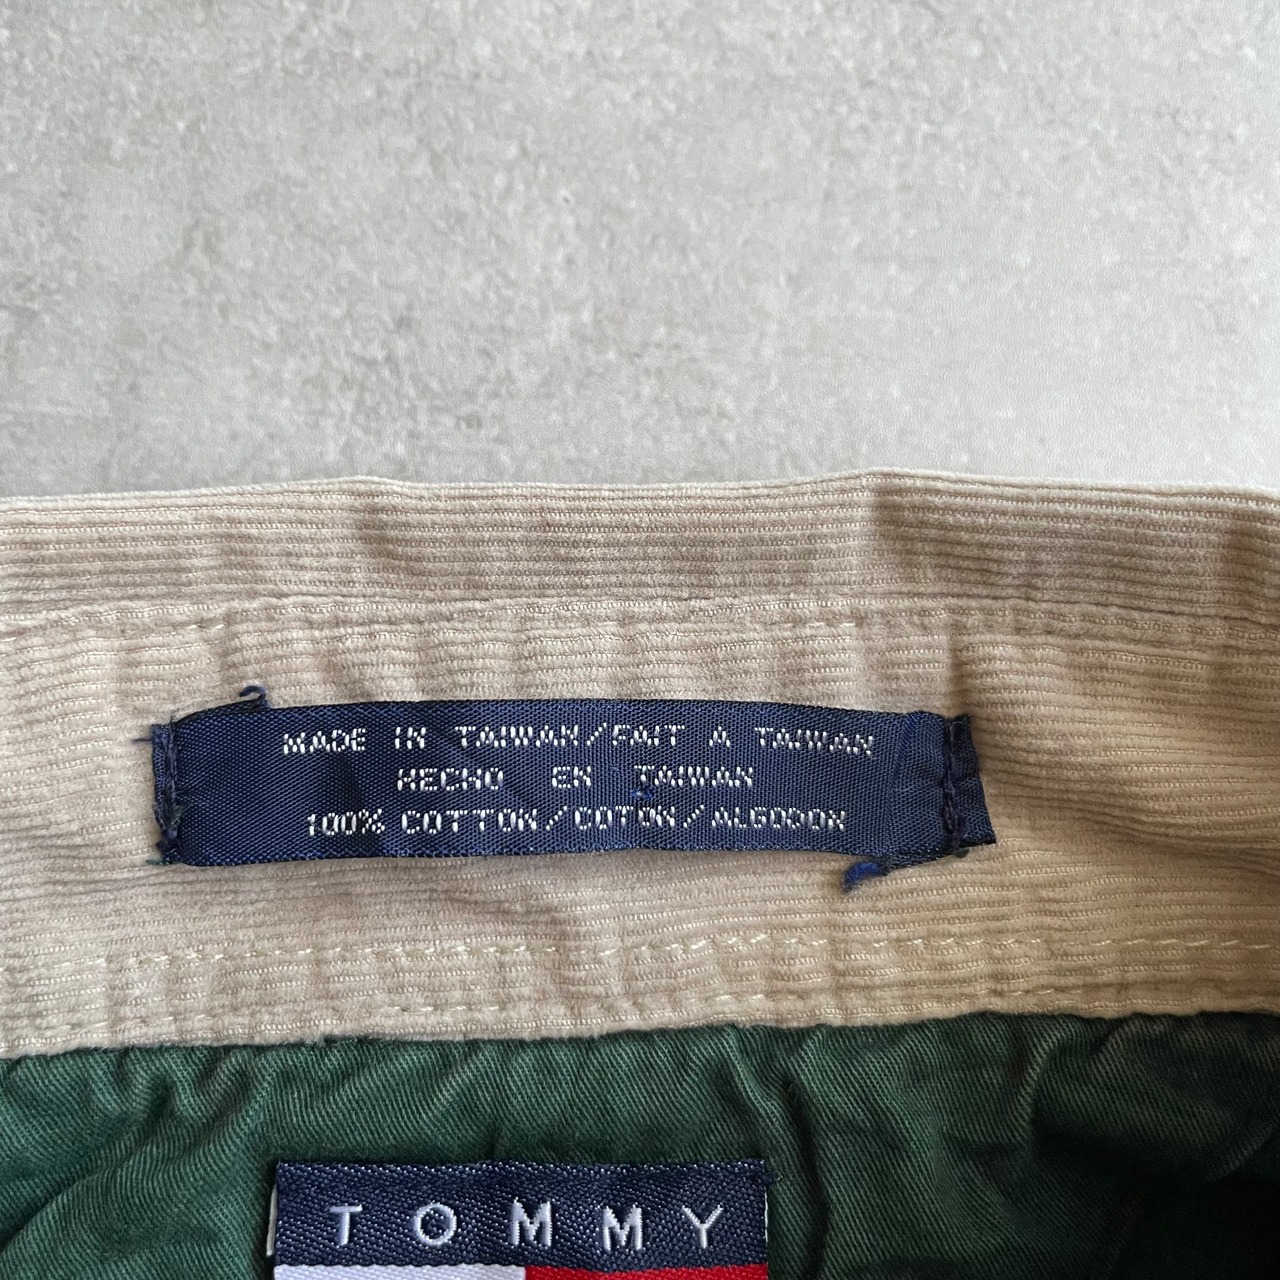 MADE IN TAIWAN/FAIT A TAIWAN
HECHO EN TAIWAN
100% COTTON/COTON/ALGODON
TOMMY